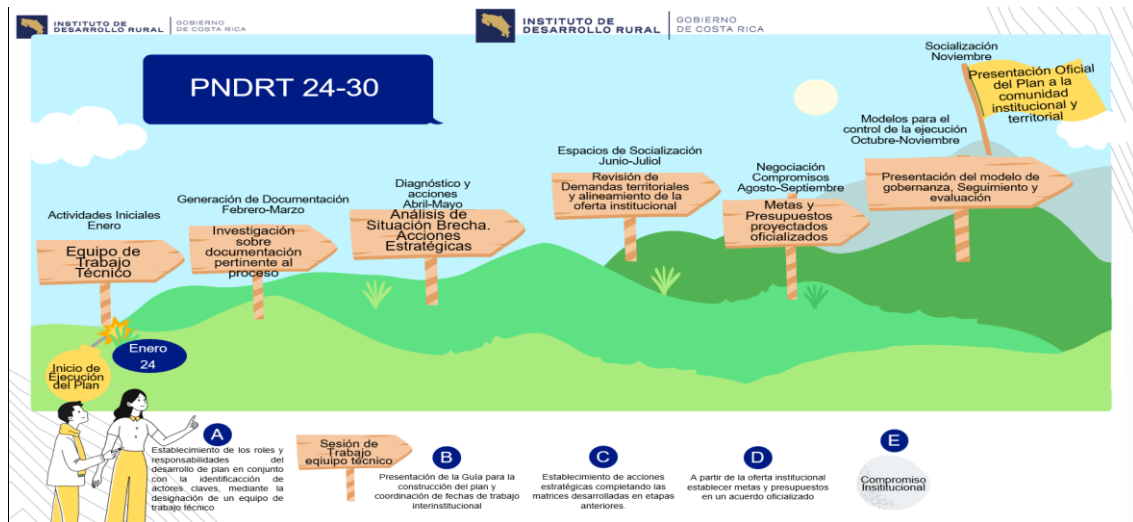 INSTITUTO DE
DESARROLLO RURAL
GOBIERNO
DE COSTA RICA
INSTITUTO DE
DESARROLLO RURAL
GOBIERNO
DE COSTA RICA
PNDRT 24-30
Socialización
Noviembre
Presentación Oficial
del Plan a la
comunidad
institucional y
territorial
Modelos para el
control de la ejecución
Octubre-Noviembre
Presentación del modelo de
gobernanza, Seguimiento y
evaluación
Espacios de Socialización
Junio-Juliol
Revisión de
Demandas territoriales
y alineamiento de la
oferta institucional
Negociación
Compromisos
Agosto-Septiembre
Metas y
Presupuestos
proyectados
oficializados
Diagnóstico y
acciones
Abril-Mayo
Análisis de
Situación Brecha.
Acciones
Estratégicas
Generación de Documentación
Febrero-Marzo
Investigación
sobre
documentación
pertinente al
proceso
Actividades Iniciales
Enero
Equipo de
Trabajo
Técnico
Enero
24
Inicio de
Ejecución
del Plan
A
Establecimiento de los roles y
responsabilidades del
desarrollo de plan en conjunto
con la identificacción de
actores claves, mediante la
designación de un equipo de
trabajo técnico
Sesión de
Trabajo
eqiuipo técnico
B
Presentación de la Guía para la
construcción del plan y
coordinación de fechas de trabajo
interinstitucional
C
Establecimiento de acciones
estratégicas completando las
matrices desarrolladas en etapas
anteriores.
D
A partir de la oferta institucional
establecer metas y presupuestos
en un acuerdo oficializado
E
Compromiso
Insititucional